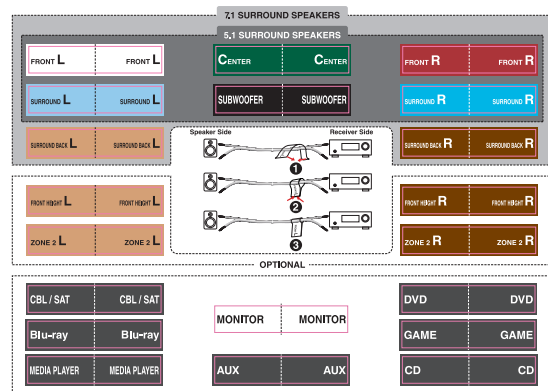 7.1 SURROUND SPEAKERS
5.1 SURROUND SPEAKERS
FRONT L FRONT L
CENTER CENTER
FRONT R FRONT R
SURROUND L SURROUND L
SUBWOOFER SUBWOOFER
SURROUND R SURROUND R
SURROUND BACK L SURROUND BACK L
Speaker Side Receiver Side
SURROUND BACK R SURROUND BACK R
1
FRONT HEIGHT L FRONT HEIGHT L
2
FRONT HEIGHT R FRONT HEIGHT R
ZONE 2 L ZONE 2 L
3
ZONE 2 R ZONE 2 R
OPTIONAL
CBL / SAT CBL / SAT
MONITOR MONITOR
DVD DVD
Blu-ray Blu-ray
GAME GAME
MEDIA PLAYER MEDIA PLAYER
AUX AUX
CD CD